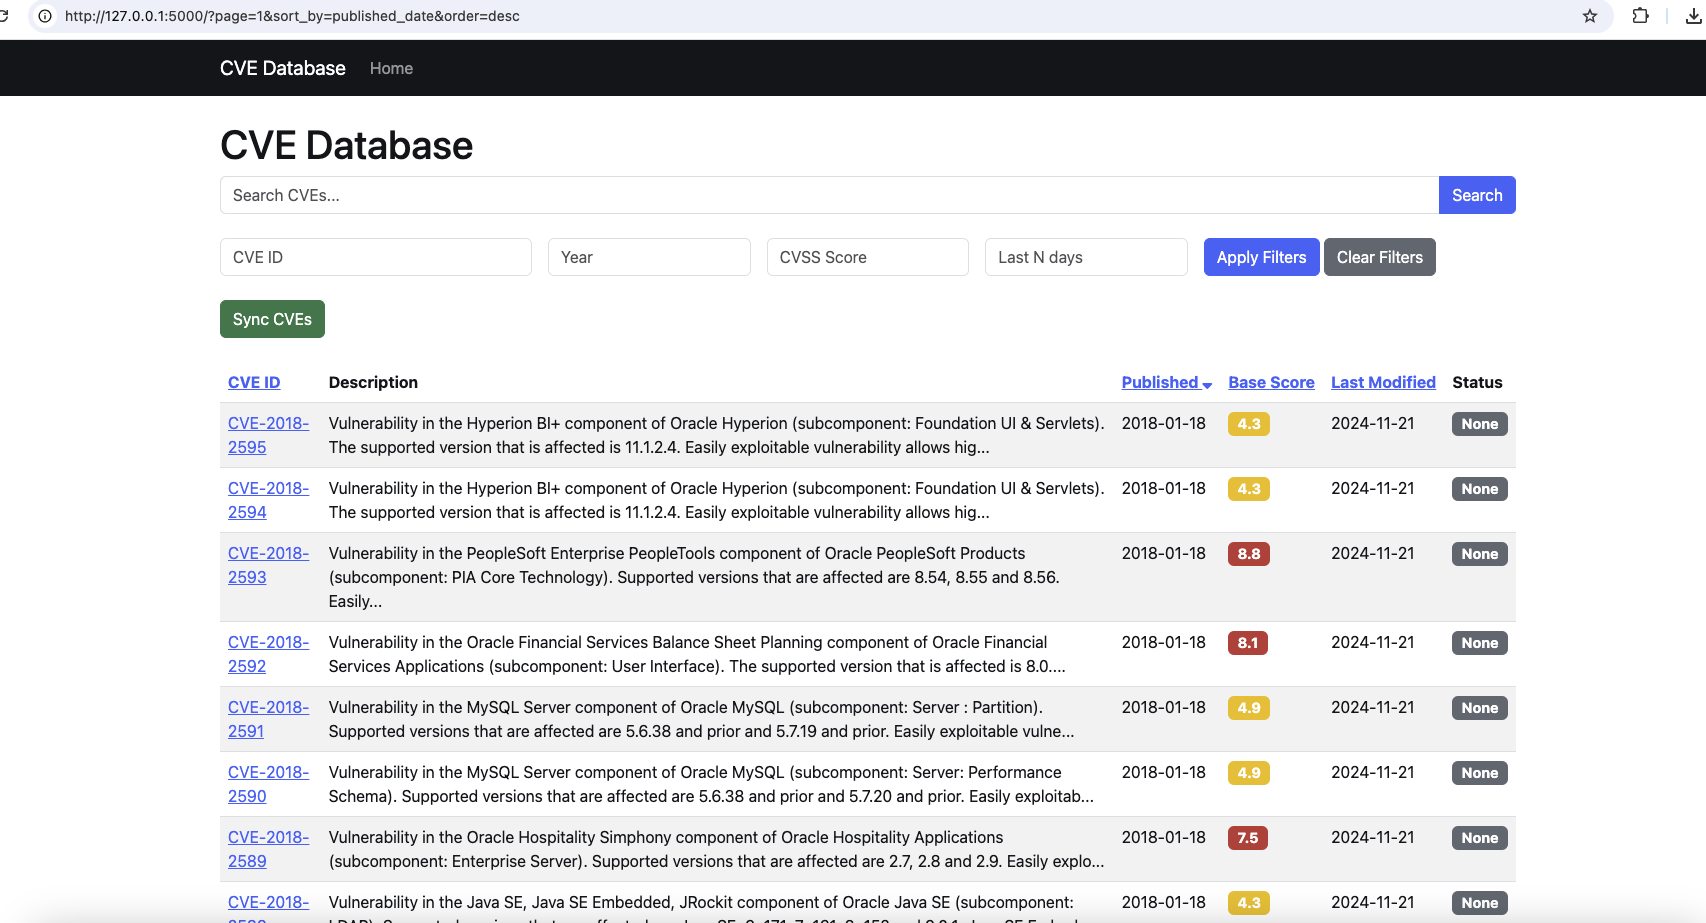 http://127.0.0.1:5000/?page=1&sort_by=published_date&order=desc
CVE Database Home
CVE Database
Search CVEs... Search
CVE ID Year CVSS Score Last N days Apply Filters Clear Filters
Sync CVEs
CVE ID Description Published Base Score Last Modified Status
CVE-2018- Vulnerability in the Hyperion BI+ component of Oracle Hyperion (subcomponent: Foundation UI & Servlets). 2018-01-18 4.3 2024-11-21 None
2595 The supported version that is affected is 11.1.2.4. Easily exploitable vulnerability allows hig...
CVE-2018- Vulnerability in the Hyperion BI+ component of Oracle Hyperion (subcomponent: Foundation UI & Servlets). 2018-01-18 4.3 2024-11-21 None
2594 The supported version that is affected is 11.1.2.4. Easily exploitable vulnerability allows hig...
CVE-2018- Vulnerability in the PeopleSoft Enterprise PeopleTools component of Oracle PeopleSoft Products 2018-01-18 8.8 2024-11-21 None
2593 (subcomponent: PIA Core Technology). Supported versions that are affected are 8.54, 8.55 and 8.56.
Easily...
CVE-2018- Vulnerability in the Oracle Financial Services Balance Sheet Planning component of Oracle Financial 2018-01-18 8.1 2024-11-21 None
2592 Services Applications (subcomponent: User Interface). The supported version that is affected is 8.0....
CVE-2018- Vulnerability in the MySQL Server component of Oracle MySQL (subcomponent: Server : Partition). 2018-01-18 4.9 2024-11-21 None
2591 Supported versions that are affected are 5.6.38 and prior and 5.7.19 and prior. Easily exploitable vulne...
CVE-2018- Vulnerability in the MySQL Server component of Oracle MySQL (subcomponent: Server: Performance 2018-01-18 4.9 2024-11-21 None
2590 Schema). Supported versions that are affected are 5.6.38 and prior and 5.7.20 and prior. Easily exploitab...
CVE-2018- Vulnerability in the Oracle Hospitality Simphony component of Oracle Hospitality Applications 2018-01-18 7.5 2024-11-21 None
2589 (subcomponent: Enterprise Server). Supported versions that are affected are 2.7, 2.8 and 2.9. Easily explo...
CVE-2018- Vulnerability in the Java SE, Java SE Embedded, JRockit component of Oracle Java SE (subcomponent: 2018-01-18 4.3 2024-11-21 None